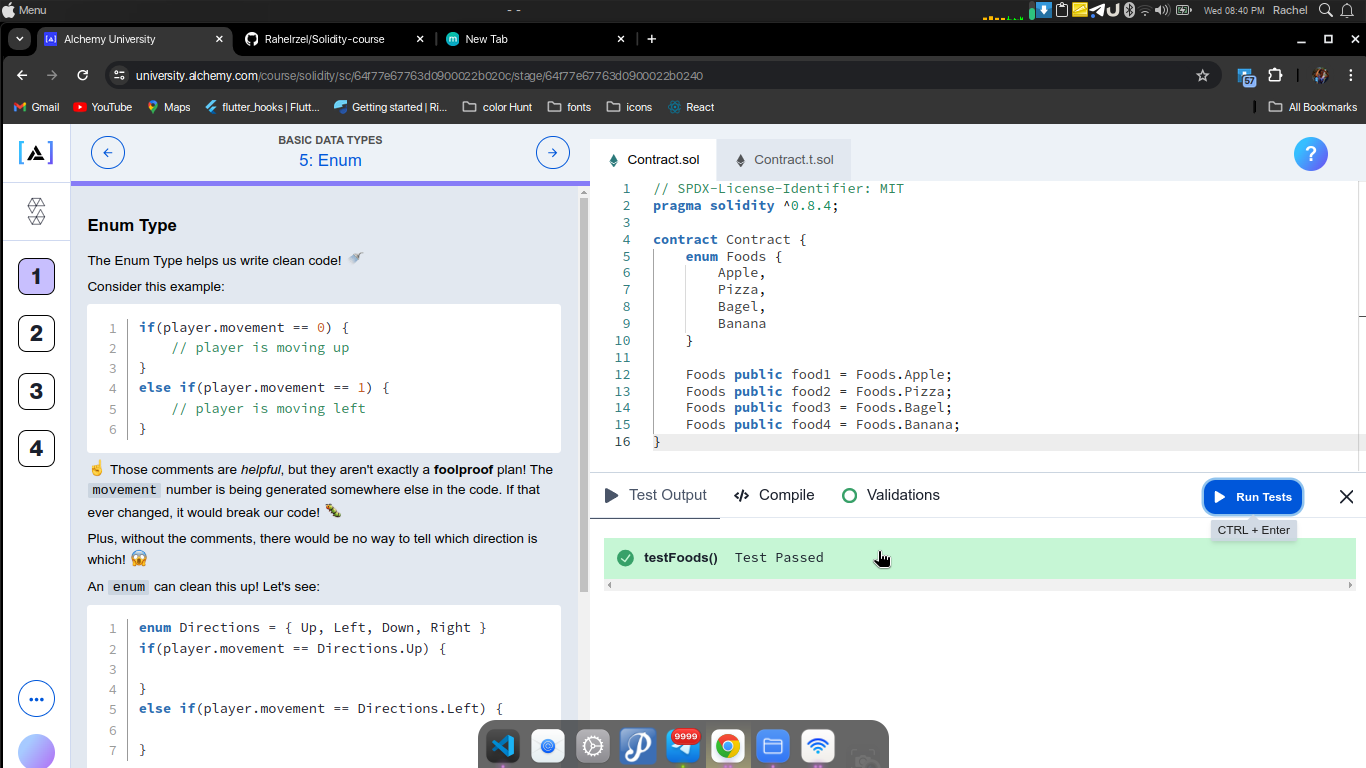 Menu
- -
Wed 08:40 PM
Rachel
Alchemy University
Rahelrzel/Solidity-course
New Tab
university.alchemy.com/course/solidity/sc/64f77e67763d0900022b020c/stage/64f77e67763d0900022b0240
57
Gmail
YouTube
Maps
flutter_hooks | Flutt...
Getting started | Ri...
color Hunt
fonts
icons
React
All Bookmarks
BASIC DATA TYPES
5: Enum
1
2
3
4
Enum Type
The Enum Type helps us write clean code!
Consider this example:
1 if(player.movement == 0) {
2 // player is moving up
3 }
4 else if(player.movement == 1) {
5 // player is moving left
6 }
☝ Those comments are helpful, but they aren't exactly a foolproof plan! The
movement number is being generated somewhere else in the code. If that
ever changed, it would break our code! 🐛
Plus, without the comments, there would be no way to tell which direction is
which! 😱
An enum can clean this up! Let's see:
1 enum Directions = { Up, Left, Down, Right }
2 if(player.movement == Directions.Up) {
3
4 }
5 else if(player.movement == Directions.Left) {
6
7 }
Contract.sol
Contract.t.sol
?
1 // SPDX-License-Identifier: MIT
2 pragma solidity ^0.8.4;
3
4 contract Contract {
5 enum Foods {
6 Apple,
7 Pizza,
8 Bagel,
9 Banana
10 }
11
12 Foods public food1 = Foods.Apple;
13 Foods public food2 = Foods.Pizza;
14 Foods public food3 = Foods.Bagel;
15 Foods public food4 = Foods.Banana;
16 }
Test Output
Compile
Validations
Run Tests
CTRL + Enter
testFoods() Test Passed
9999